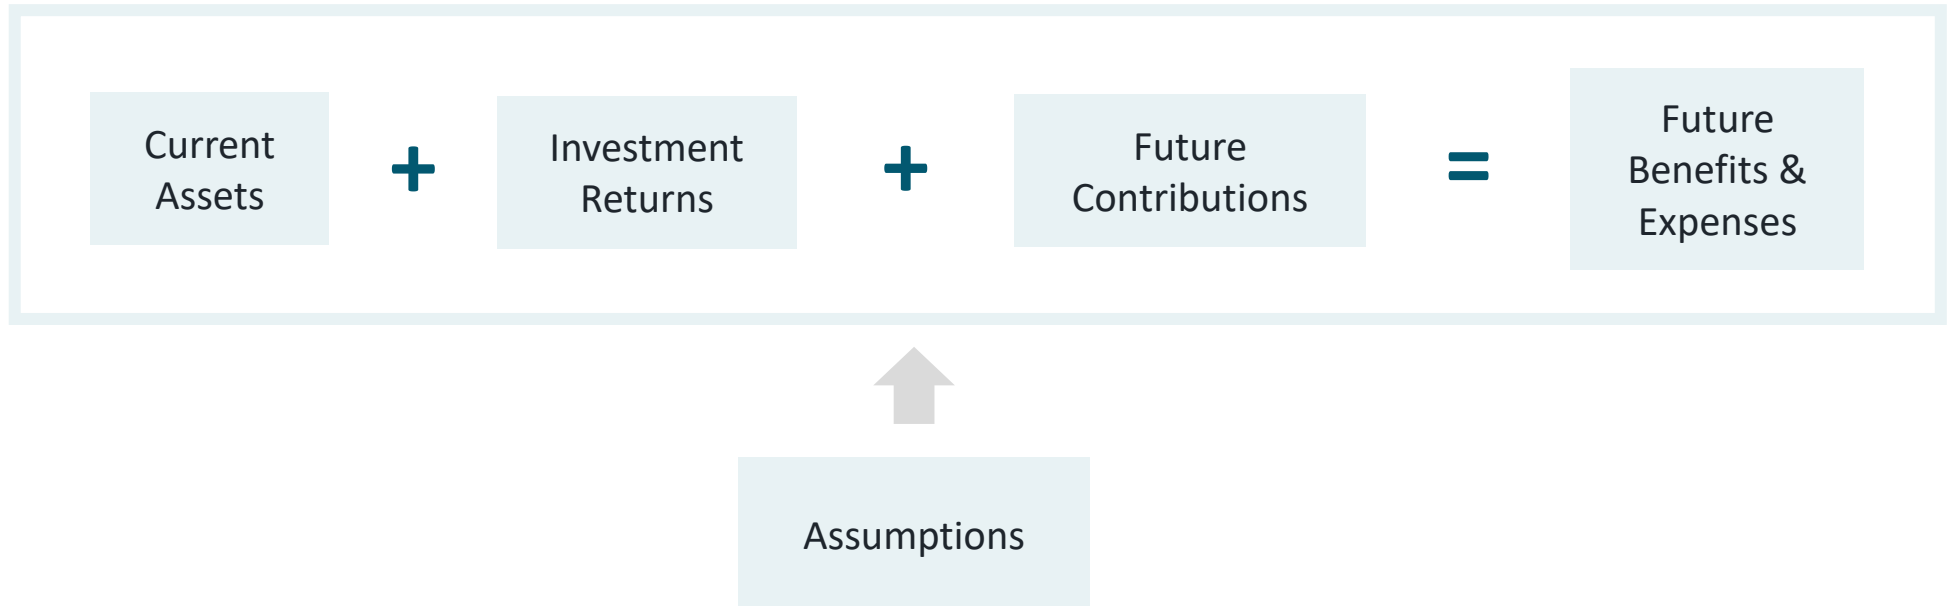 Current
Assets
+
Investment
Returns
+
Future
Contributions
=
Future
Benefits &
Expenses
Assumptions